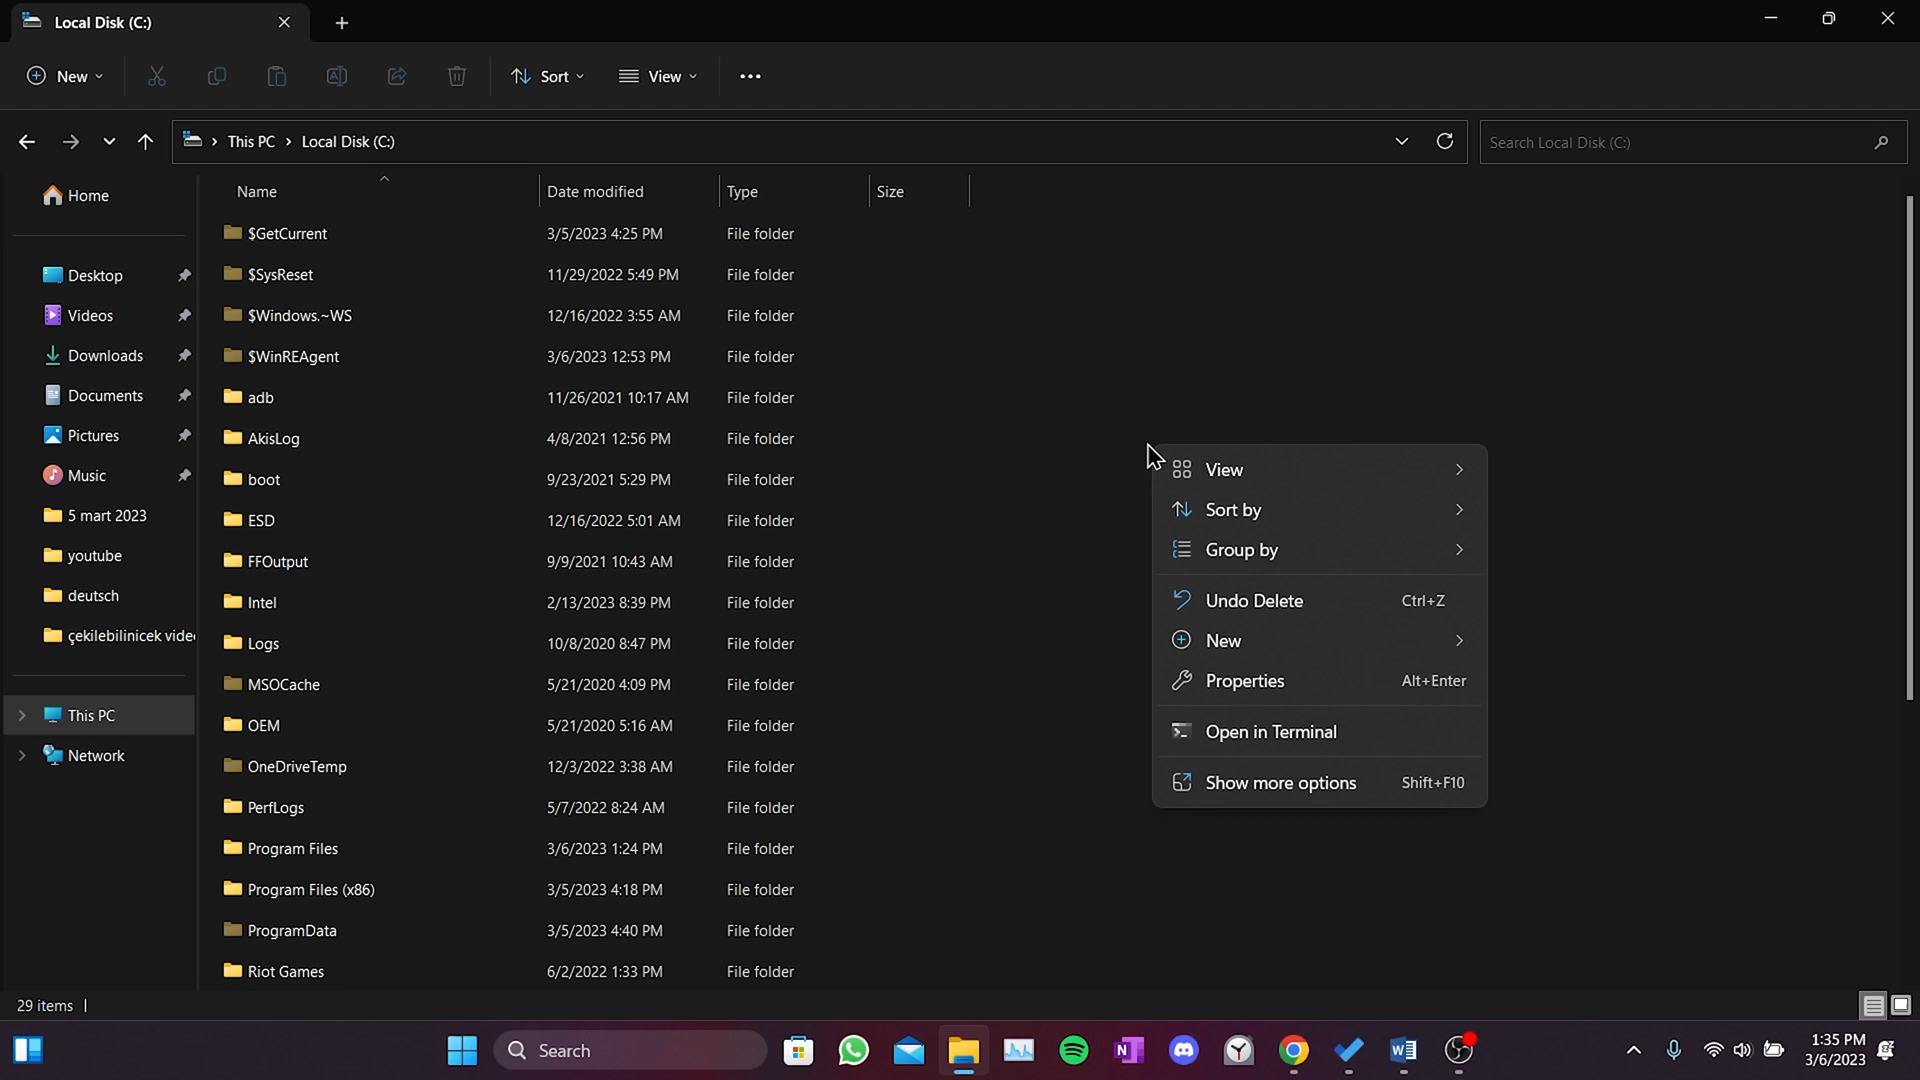 Local Disk (C:)
New
Sort
View
This PC > Local Disk (C:)
Search Local Disk (C:)
Home
Desktop
Videos
Downloads
Documents
Pictures
Music
5 mart 2023
youtube
deutsch
çekilebilinicek vide
This PC
Network
Name Date modified Type Size
$GetCurrent 3/5/2023 4:25 PM File folder
$SysReset 11/29/2022 5:49 PM File folder
$Windows.~WS 12/16/2022 3:55 AM File folder
$WinREAgent 3/6/2023 12:53 PM File folder
adb 11/26/2021 10:17 AM File folder
AkisLog 4/8/2021 12:56 PM File folder
boot 9/23/2021 5:29 PM File folder
ESD 12/16/2022 5:01 AM File folder
FFOutput 9/9/2021 10:43 AM File folder
Intel 2/13/2023 8:39 PM File folder
Logs 10/8/2020 8:47 PM File folder
MSOCache 5/21/2020 4:09 PM File folder
OEM 5/21/2020 5:16 AM File folder
OneDriveTemp 12/3/2022 3:38 AM File folder
PerfLogs 5/7/2022 8:24 AM File folder
Program Files 3/6/2023 1:24 PM File folder
Program Files (x86) 3/5/2023 4:18 PM File folder
ProgramData 3/5/2023 4:40 PM File folder
Riot Games 6/2/2022 1:33 PM File folder
View
Sort by
Group by
Undo Delete Ctrl+Z
New
Properties Alt+Enter
Open in Terminal
Show more options Shift+F10
29 items
Search
1:35 PM
3/6/2023